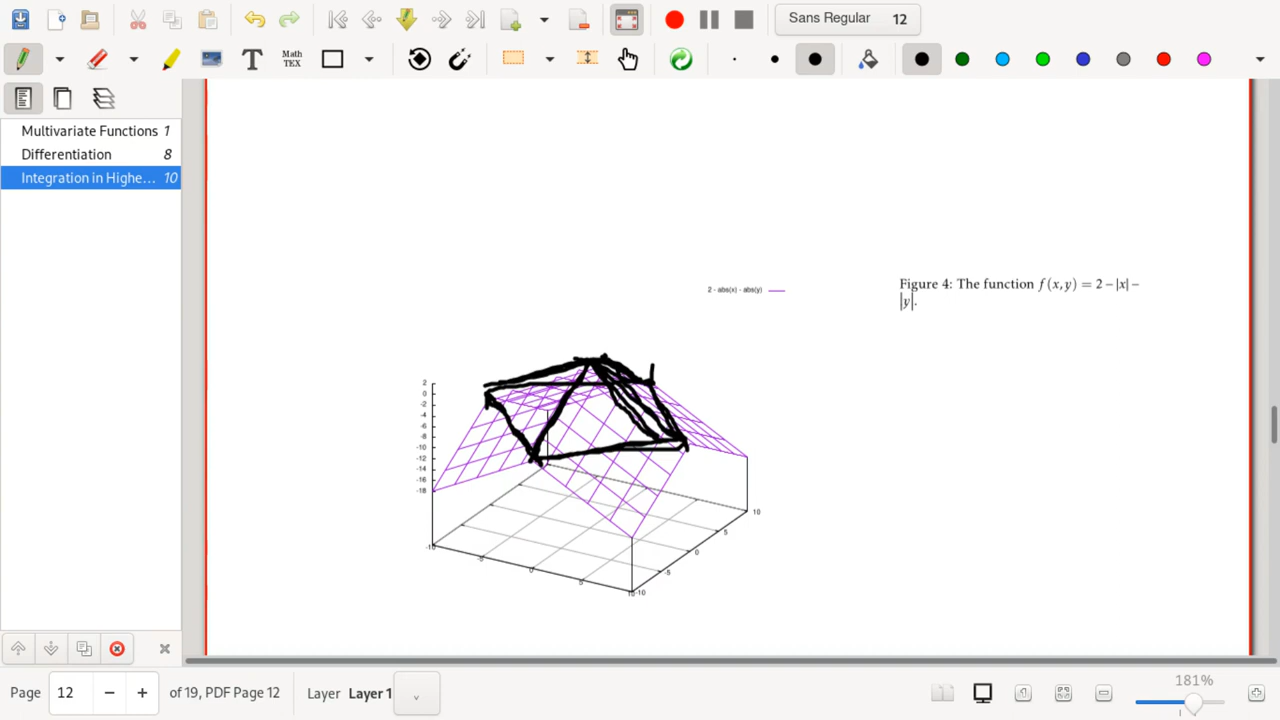 Sans Regular 12
T
Math
TEX
Multivariate Functions 1
Differentiation 8
Integration in Highe... 10
2 - abs(x) - abs(y)
Figure 4: The function f(x,y) = 2 − |x| −
|y|.
2
0
-2
-4
-6
-8
-10
-12
-14
-16
-18
-10
-5
0
5
10
-10
-5
0
5
10
181%
Page 12 of 19, PDF Page 12 Layer Layer 1